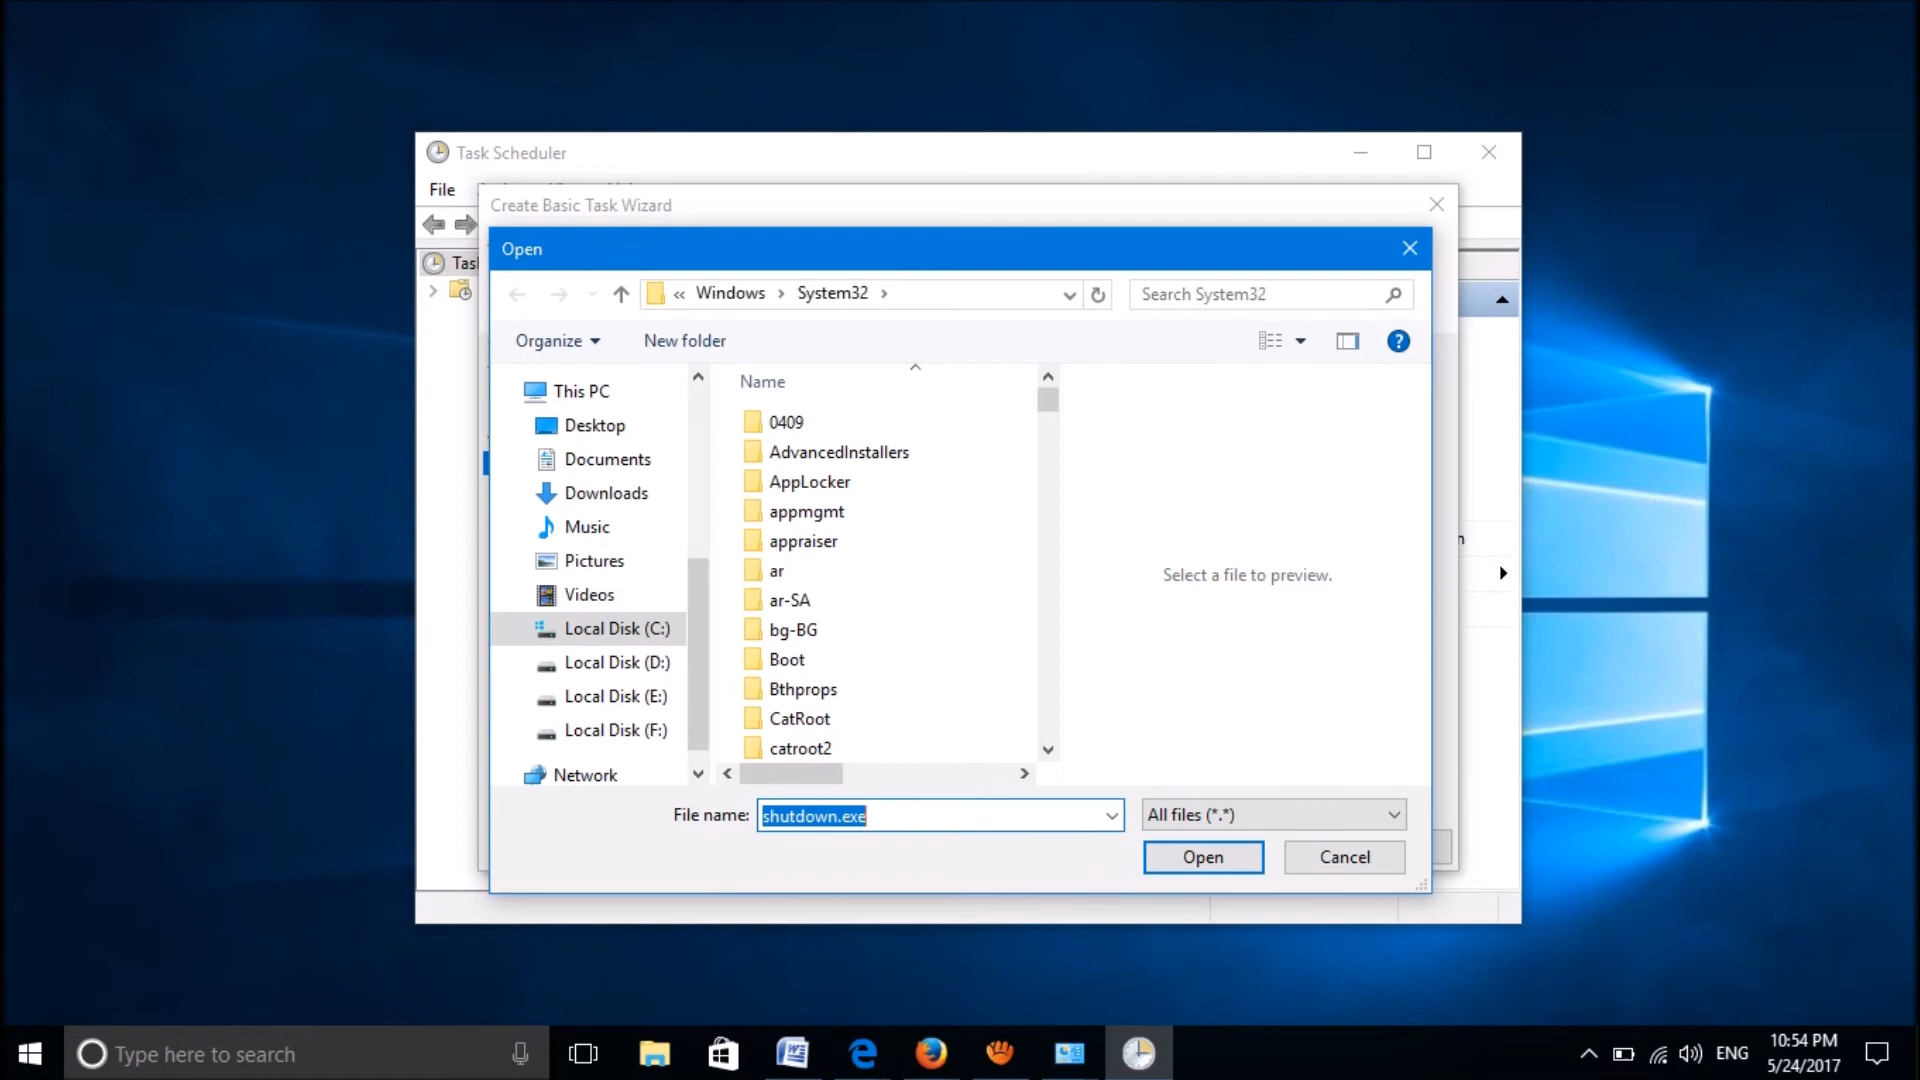 Task Scheduler
File
Create Basic Task Wizard
Open
« Windows › System32 ›
Search System32
Organize
New folder
?
Tas
This PC
Desktop
Documents
Downloads
Music
Pictures
Videos
Local Disk (C:)
Local Disk (D:)
Local Disk (E:)
Local Disk (F:)
Network
Name
0409
AdvancedInstallers
AppLocker
appmgmt
appraiser
ar
ar-SA
bg-BG
Boot
Bthprops
CatRoot
catroot2
Select a file to preview.
File name:
shutdown.exe
All files (*.*)
Open
Cancel
Type here to search
ENG
10:54 PM
5/24/2017